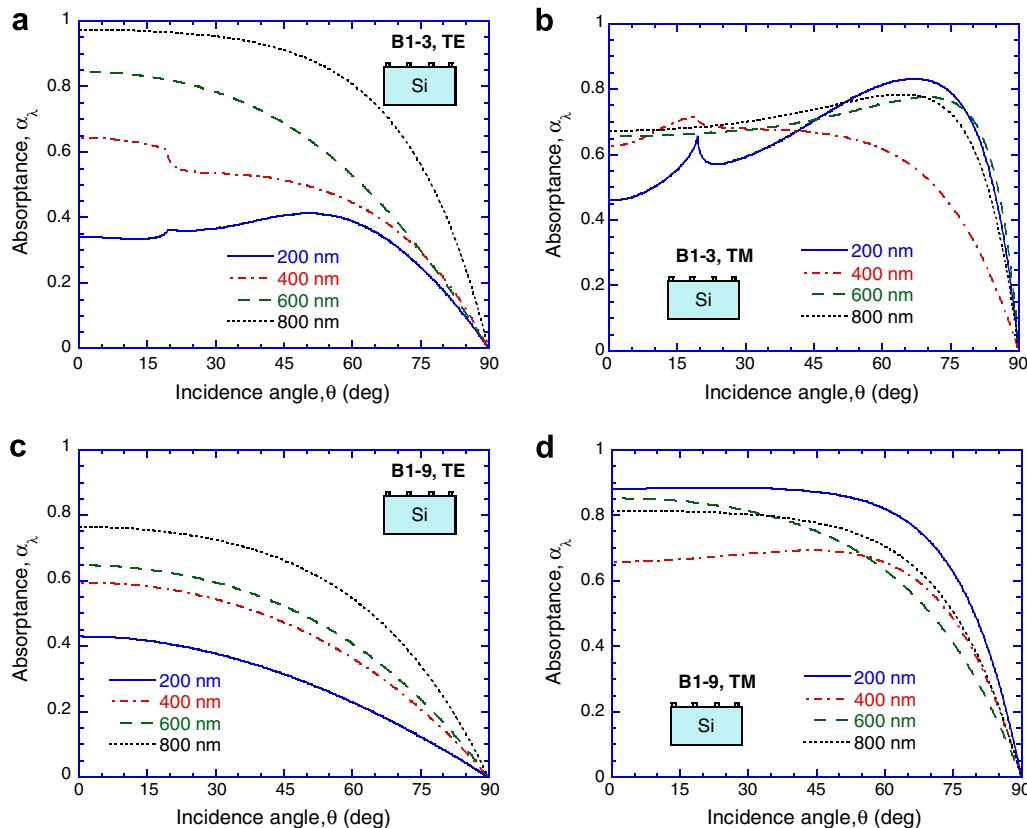 a
B1-3, TE
Si
Absorptance, αλ
1
0.8
0.6
0.4
0.2
0
200 nm
400 nm
600 nm
800 nm
0 15 30 45 60 75 90
Incidence angle,θ (deg)
b
Absorptance, αλ
1
0.8
0.6
0.4
0.2
0
B1-3, TM
Si
200 nm
400 nm
600 nm
800 nm
0 15 30 45 60 75 90
Incidence angle,θ (deg)
c
B1-9, TE
Si
Absorptance, αλ
1
0.8
0.6
0.4
0.2
0
200 nm
400 nm
600 nm
800 nm
0 15 30 45 60 75 90
Incidence angle,θ (deg)
d
Absorptance, αλ
1
0.8
0.6
0.4
0.2
0
B1-9, TM
Si
200 nm
400 nm
600 nm
800 nm
0 15 30 45 60 75 90
Incidence angle,θ (deg)